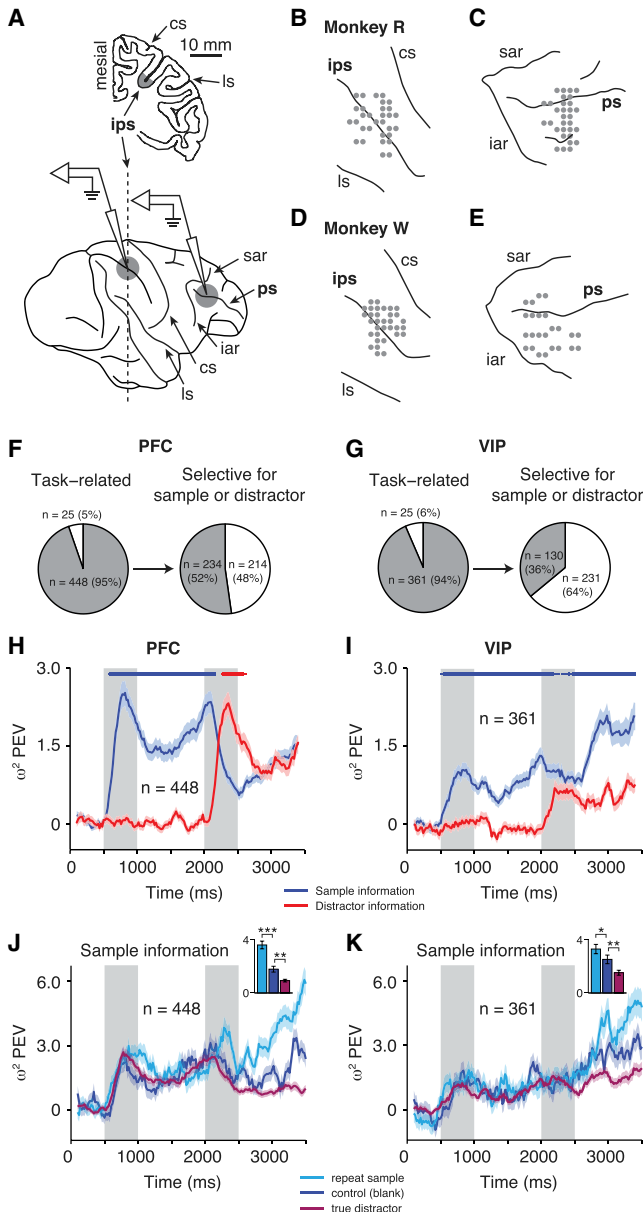 A
cs
10 mm
mesial
ls
ips
sar
ps
iar
cs
ls
B
Monkey R
cs
ips
ls
C
sar
ps
iar
D
Monkey W
cs
ips
ls
E
sar
ps
iar
F
PFC
Task−related
Selective for
sample or distractor
n = 25 (5%)
n = 448 (95%)
n = 234
(52%)
n = 214
(48%)
G
VIP
Task−related
Selective for
sample or distractor
n = 25 (6%)
n = 361 (94%)
n = 130
(36%)
n = 231
(64%)
H
PFC
3.0
1.5
0
ω² PEV
n = 448
0 1000 2000 3000
Time (ms)
I
VIP
3.0
1.5
0
ω² PEV
n = 361
0 1000 2000 3000
Time (ms)
Sample information
Distractor information
J
Sample information
4
0
***
**
6.0
3.0
0
ω² PEV
n = 448
0 1000 2000 3000
Time (ms)
K
Sample information
4
0
*
**
6.0
3.0
0
ω² PEV
n = 361
0 1000 2000 3000
Time (ms)
repeat sample
control (blank)
true distractor